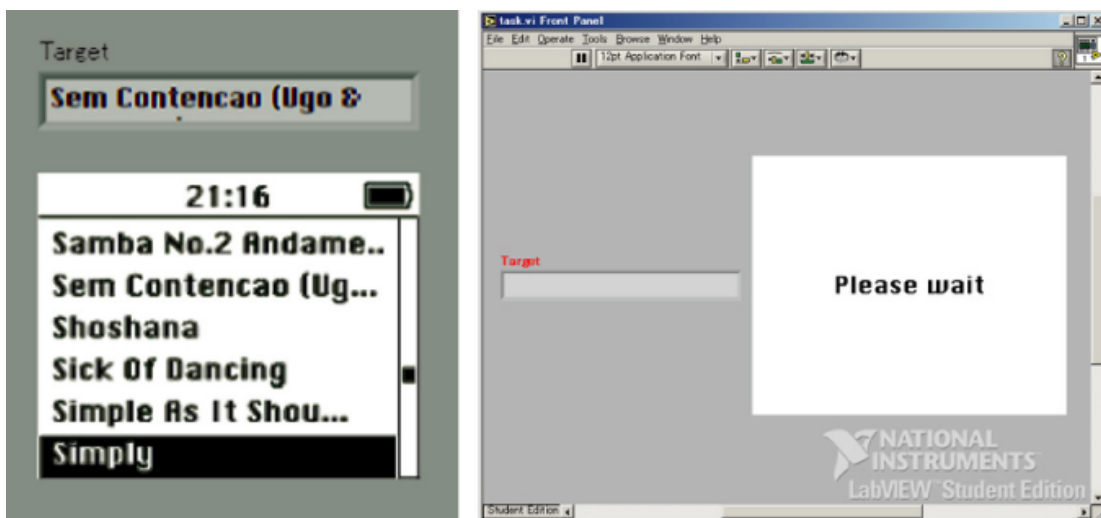 Target
Sem Contencao (Ugo &
21:16
Samba No.2 Andame..
Sem Contencao (Ug...
Shoshana
Sick Of Dancing
Simple As It Shou...
Simply
task.vi Front Panel
File Edit Operate Tools Browse Window Help
12pt Application Font
Target
Please wait
NATIONAL
INSTRUMENTS
LabVIEW™ Student Edition
Student Edition